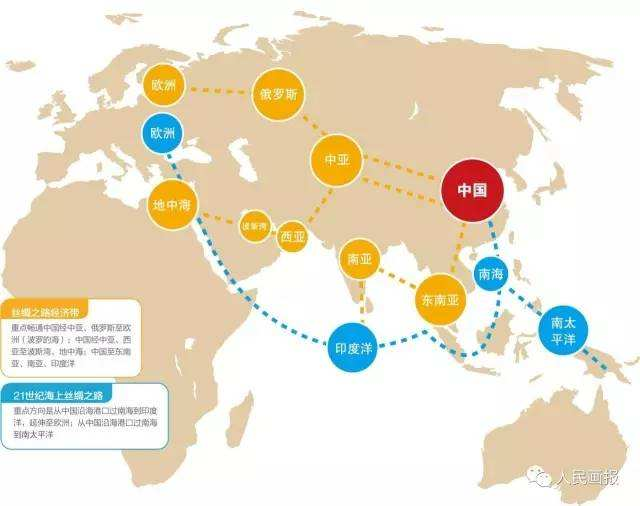 欧洲
俄罗斯
欧洲
中亚
中国
地中海
波斯湾
西亚
南亚
南海
东南亚
南太
平洋
印度洋
丝绸之路经济带
重点畅通中国经中亚、俄罗斯至欧
洲（波罗的海）；中国经中亚、西
亚至波斯湾、地中海；中国至东南
亚、南亚、印度洋
21世纪海上丝绸之路
重点方向是从中国沿海港口过南海到印度
洋，延伸至欧洲；从中国沿海港口过南海
到南太平洋
人民画报